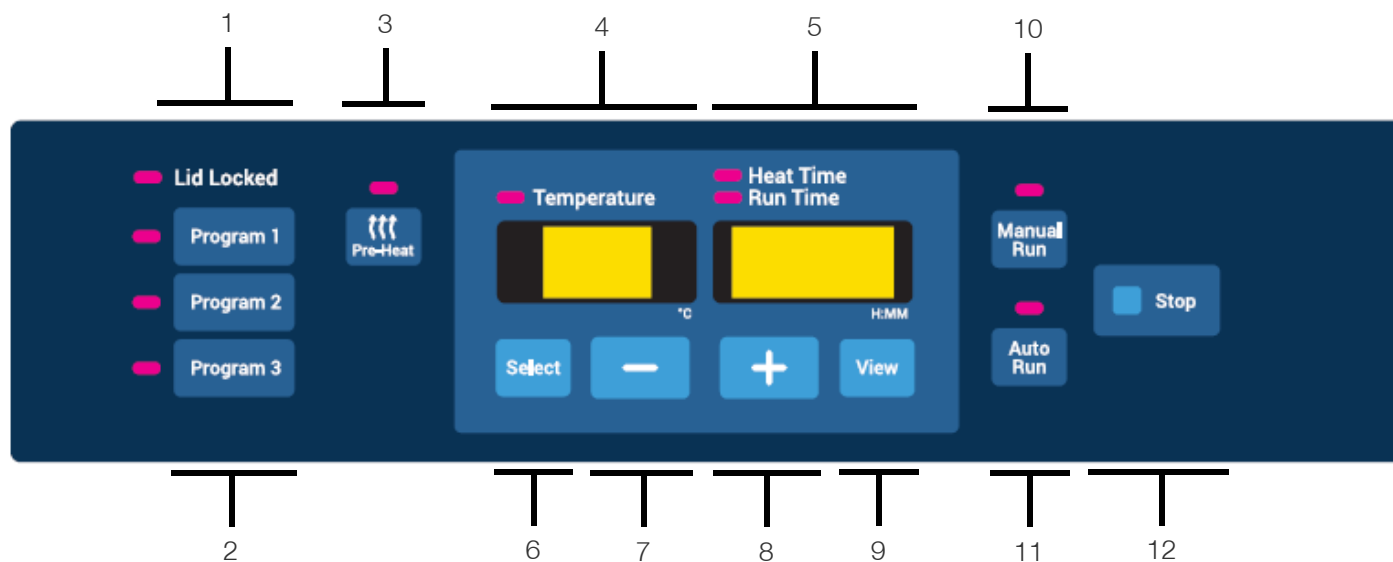 1
3
4
5
10
Lid Locked
Program 1
Program 2
Program 3
Pre-Heat
Temperature
°C
Heat Time
Run Time
H:MM
Select
−
+
View
Manual
Run
Auto
Run
Stop
2
6
7
8
9
11
12